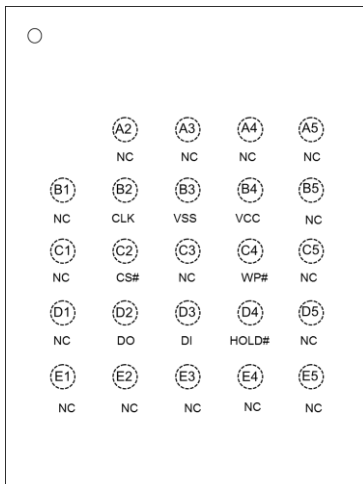 A2 A3 A4 A5
NC NC NC NC
B1 B2 B3 B4 B5
NC CLK VSS VCC NC
C1 C2 C3 C4 C5
NC CS# NC WP# NC
D1 D2 D3 D4 D5
NC DO DI HOLD# NC
E1 E2 E3 E4 E5
NC NC NC NC NC